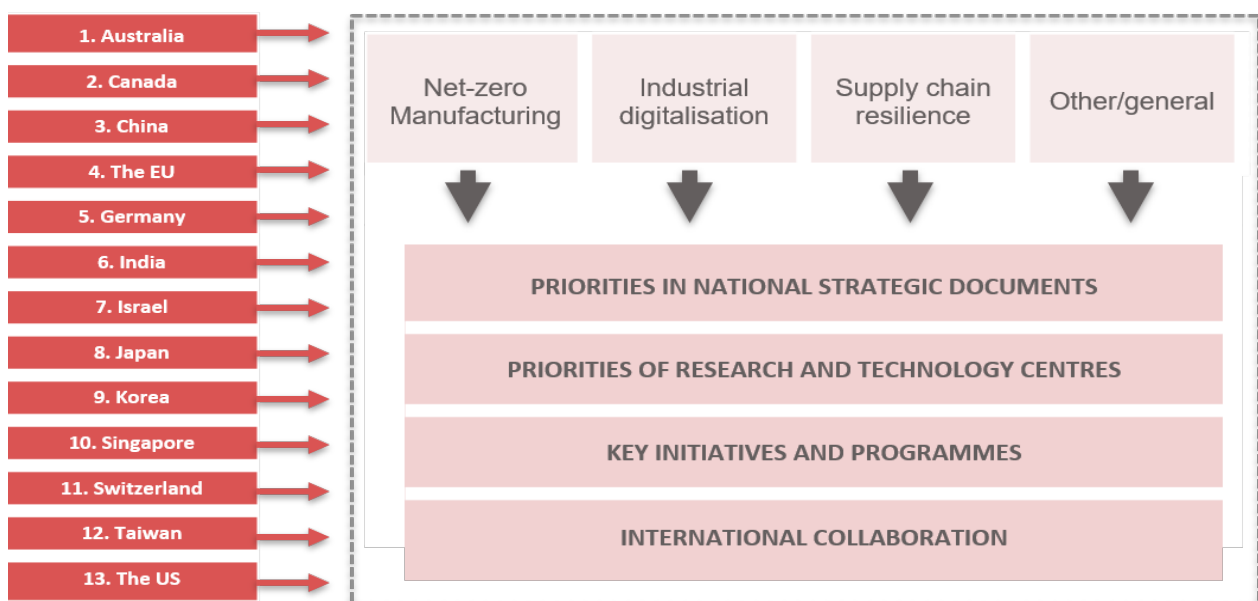 1. Australia
2. Canada
3. China
4. The EU
5. Germany
6. India
7. Israel
8. Japan
9. Korea
10. Singapore
11. Switzerland
12. Taiwan
13. The US
Net-zero
Manufacturing
Industrial
digitalisation
Supply chain
resilience
Other/general
PRIORITIES IN NATIONAL STRATEGIC DOCUMENTS
PRIORITIES OF RESEARCH AND TECHNOLOGY CENTRES
KEY INITIATIVES AND PROGRAMMES
INTERNATIONAL COLLABORATION